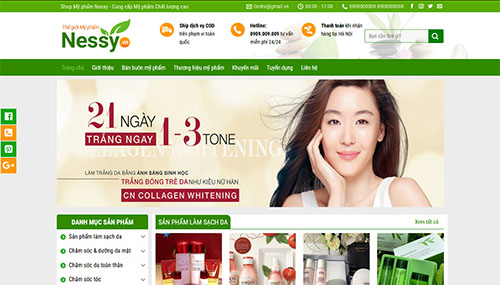 Shop Mỹ phẩm Nessy - Cung cấp Mỹ phẩm Chất lượng cao
08:00 - 17:00
0909009009 0908008009
Thế giới Mỹ phẩm
Nessy.vn
Ship dịch vụ COD
trên phạm vi toàn quốc
Hotline:
0909.009.009 tư vấn
miễn phí 24/24
Thanh toán khi nhận
hàng tại Hà Nội
Bạn cần tìm gì?
Trang chủ
Giới thiệu
Bán buôn mỹ phẩm
Thương hiệu mỹ phẩm
Khuyến mãi
Tuyển dụng
Liên hệ
21 NGÀY
TRẮNG NGAY 1-3 TONE
COLLAGEN WHITENING
LÀM TRẮNG DA BẰNG ÁNH SÁNG SINH HỌC
TRẮNG BÓNG TRẺ DA NHƯ KIỀU NỮ HÀN
CN COLLAGEN WHITENING
DANH MỤC SẢN PHẨM
Sản phẩm làm sạch da
Chăm sóc & dưỡng da mặt
Chăm sóc da toàn thân
Chăm sóc tóc
SẢN PHẨM LÀM SẠCH DA
Xem tất cả